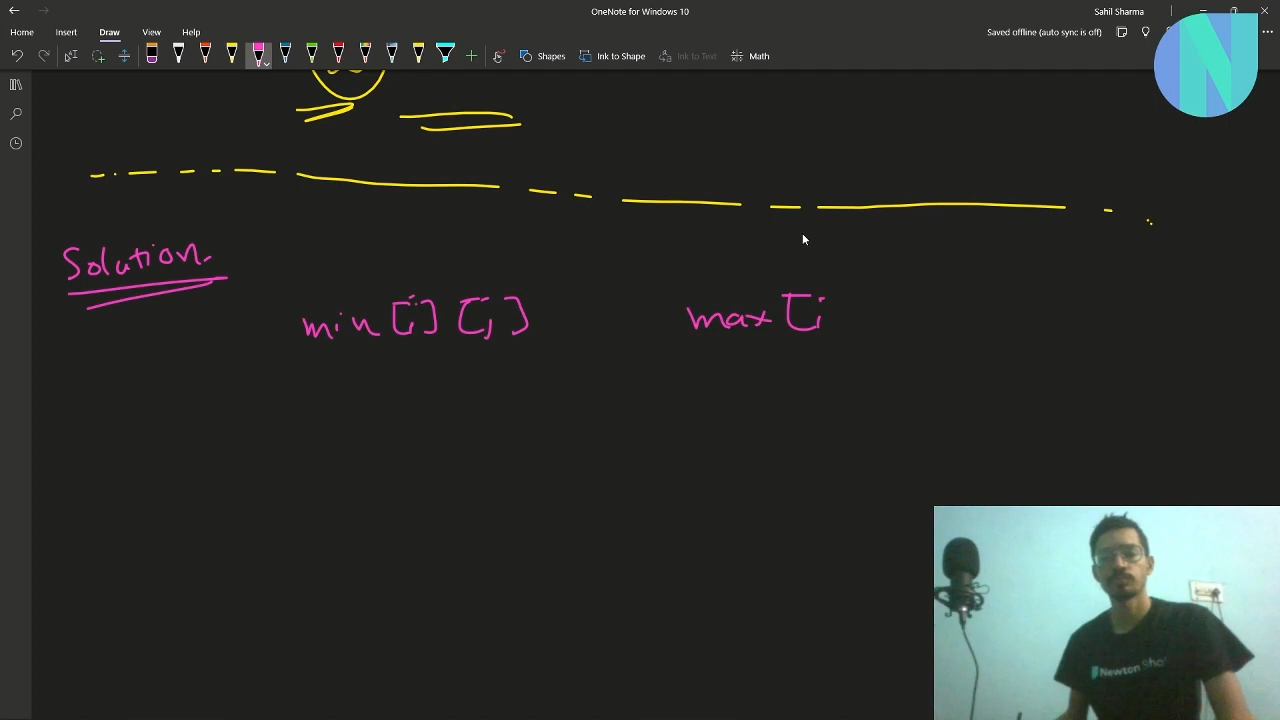 OneNote for Windows 10
Sahil Sharma
Home Insert Draw View Help
Saved offline (auto sync is off)
Shapes Ink to Shape Ink to Text Math
Solution.
min [i] [j]
max [i
Newton